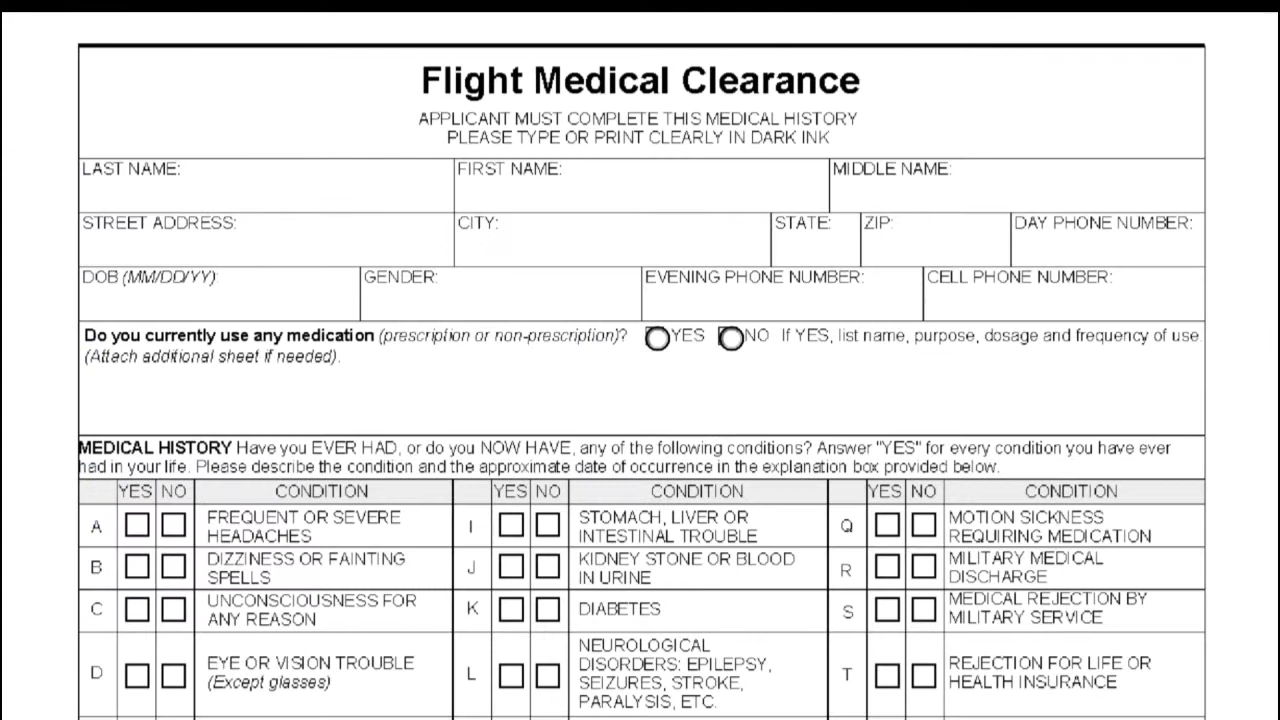 Flight Medical Clearance
APPLICANT MUST COMPLETE THIS MEDICAL HISTORY
PLEASE TYPE OR PRINT CLEARLY IN DARK INK
LAST NAME: FIRST NAME: MIDDLE NAME:
STREET ADDRESS: CITY: STATE: ZIP: DAY PHONE NUMBER:
DOB (MM/DD/YY): GENDER: EVENING PHONE NUMBER: CELL PHONE NUMBER:
Do you currently use any medication (prescription or non-prescription)? YES NO If YES, list name, purpose, dosage and frequency of use.
(Attach additional sheet if needed).
MEDICAL HISTORY Have you EVER HAD, or do you NOW HAVE, any of the following conditions? Answer "YES" for every condition you have ever
had in your life. Please describe the condition and the approximate date of occurrence in the explanation box provided below.
YES NO CONDITION YES NO CONDITION YES NO CONDITION
A FREQUENT OR SEVERE
HEADACHES
I STOMACH, LIVER OR
INTESTINAL TROUBLE
Q MOTION SICKNESS
REQUIRING MEDICATION
B DIZZINESS OR FAINTING
SPELLS
J KIDNEY STONE OR BLOOD
IN URINE
R MILITARY MEDICAL
DISCHARGE
C UNCONSCIOUSNESS FOR
ANY REASON
K DIABETES
S MEDICAL REJECTION BY
MILITARY SERVICE
D EYE OR VISION TROUBLE
(Except glasses)
L NEUROLOGICAL
DISORDERS: EPILEPSY,
SEIZURES, STROKE,
PARALYSIS, ETC.
T REJECTION FOR LIFE OR
HEALTH INSURANCE